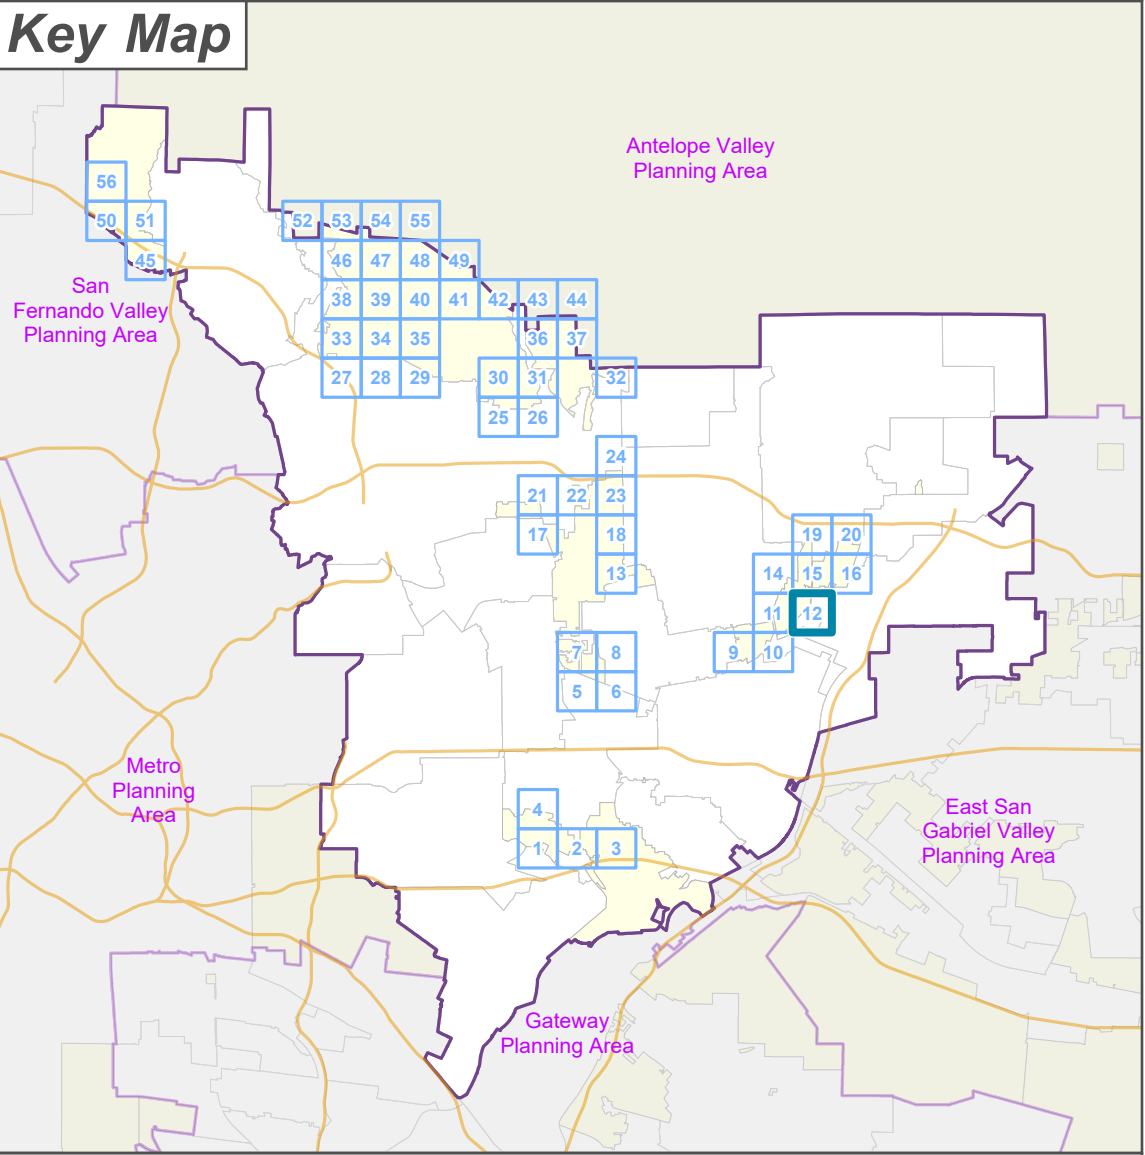 Key Map
Antelope Valley
Planning Area
56
50 51
45
52 53 54 55
46 47 48 49
San
Fernando Valley
Planning Area
38 39 40 41 42 43 44
33 34 35 36 37
27 28 29 30 31 32
25 26
24
21 22 23
17 18 19 20
13 14 15 16
11 12
7 8 9 10
5 6
Metro
Planning
Area
4
1 2 3
East San
Gabriel Valley
Planning Area
Gateway
Planning Area